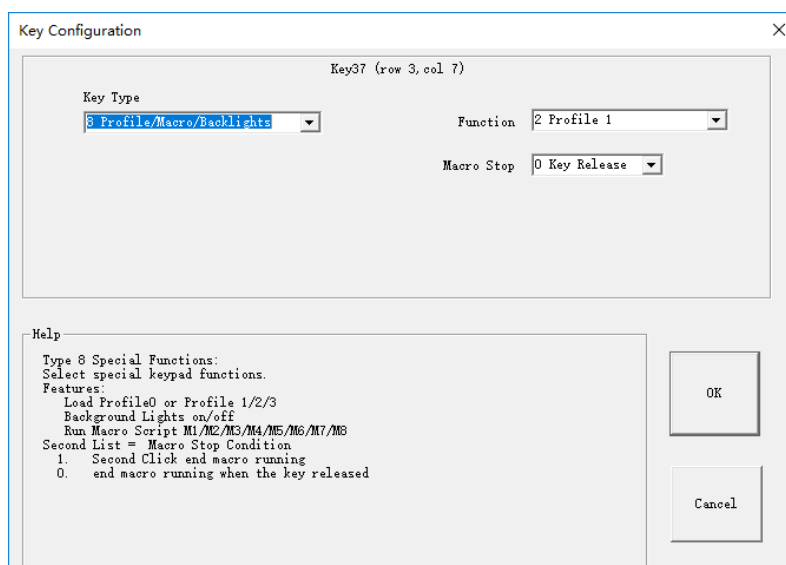 Key Configuration
Key37 (row 3, col 7)
Key Type
8 Profile/Macro/Backlights
Function
2 Profile 1
Macro Stop
0 Key Release
Help
Type 8 Special Functions:
Select special keypad functions.
Features:
Load Profile0 or Profile 1/2/3
Background Lights on/off
Run Macro Script M1/M2/M3/M4/M5/M6/M7/M8
Second List = Macro Stop Condition
1. Second Click end macro running
0. end macro running when the key released
OK
Cancel